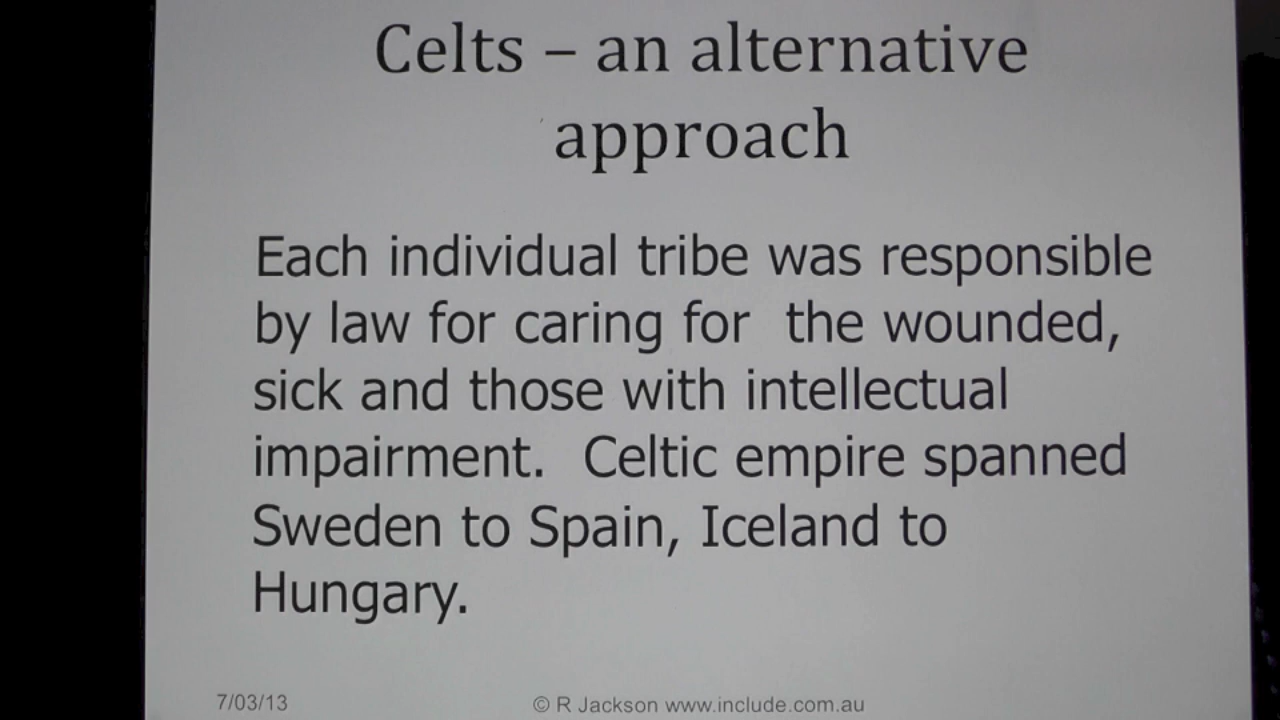 Celts – an alternative
approach
Each individual tribe was responsible
by law for caring for  the wounded,
sick and those with intellectual
impairment.  Celtic empire spanned
Sweden to Spain, Iceland to
Hungary.
7/03/13
© R Jackson www.include.com.au